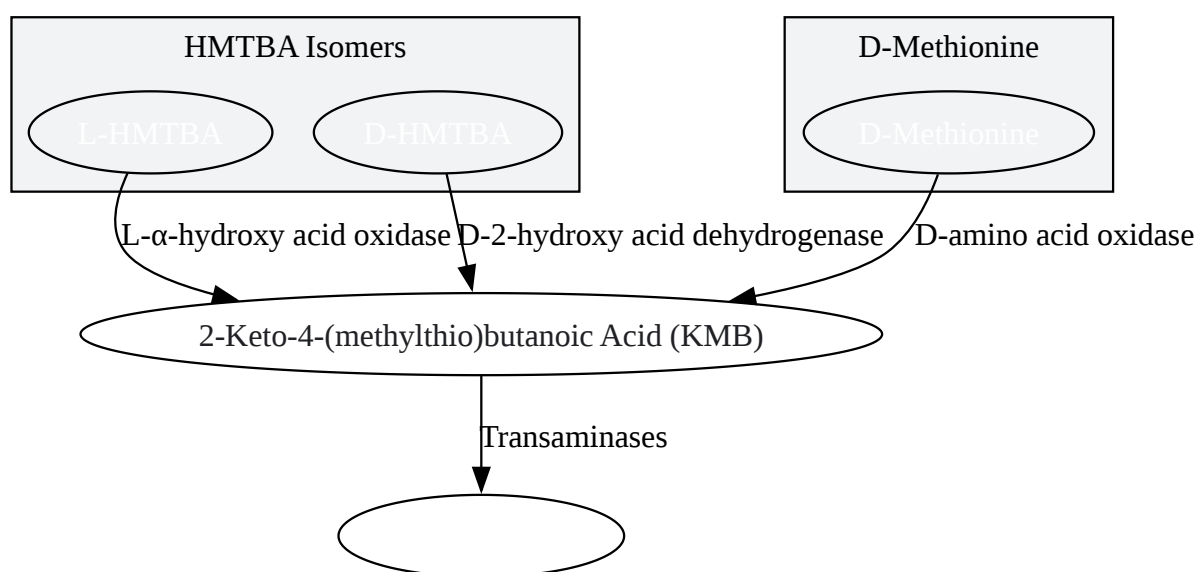 HMTBA Isomers
D-Methionine
L-HMTBA
D-HMTBA
D-Methionine
L-α-hydroxy acid oxidase
D-2-hydroxy acid dehydrogenase
D-amino acid oxidase
2-Keto-4-(methylthio)butanoic Acid (KMB)
Transaminases